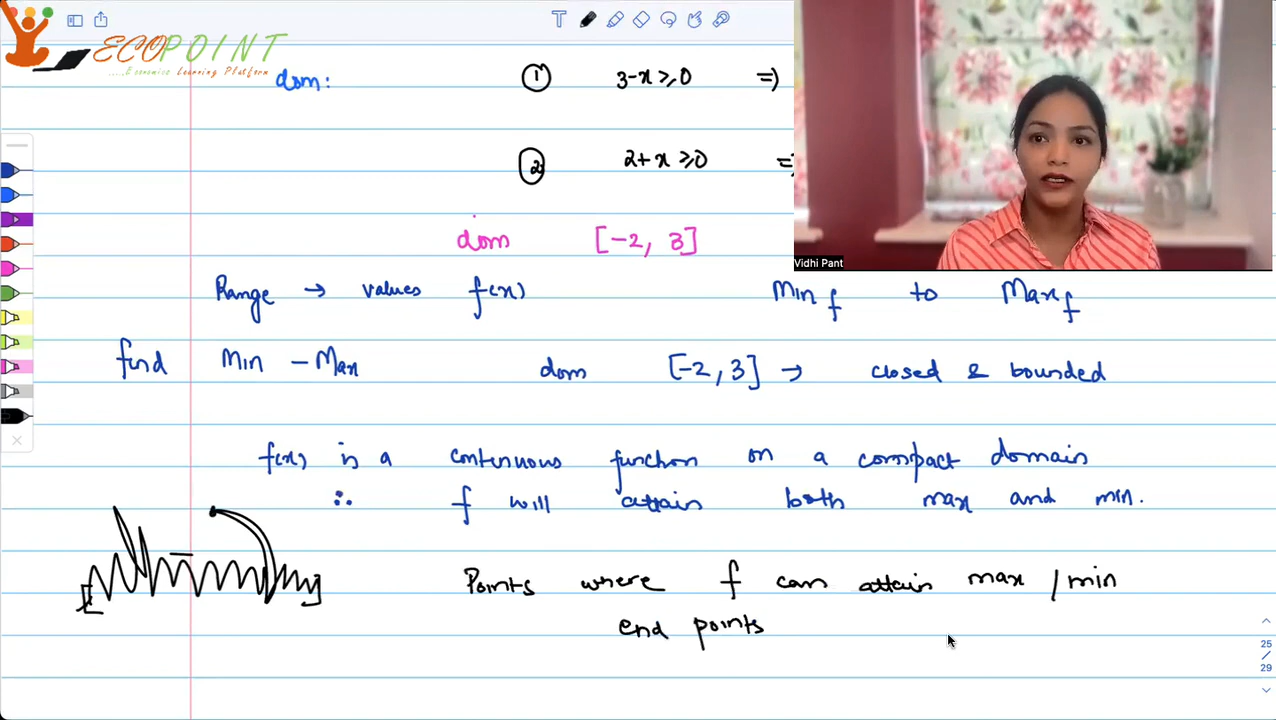 ECOPOINT
....Economics Learning Platform
dom: ① 3-x ≥ 0 =>
② 2+x ≥ 0 =>
dom [-2, 3]
Vidhi Pant
Range → values f(x) Min f to Max f
find Min - Max dom [-2, 3] → closed & bounded
f(x) is a continuous function on a compact domain
∴ f will attain both max and min.
Points where f can attain max / min
end points
25
/
29